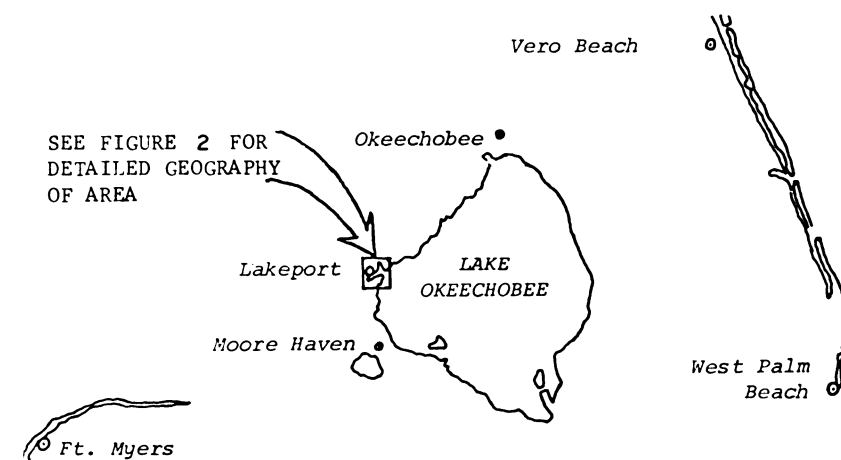 Vero Beach
SEE FIGURE 2 FOR
DETAILED GEOGRAPHY
OF AREA
Okeechobee
Lakeport
LAKE
OKEECHOBEE
Moore Haven
West Palm
Beach
Ft. Myers